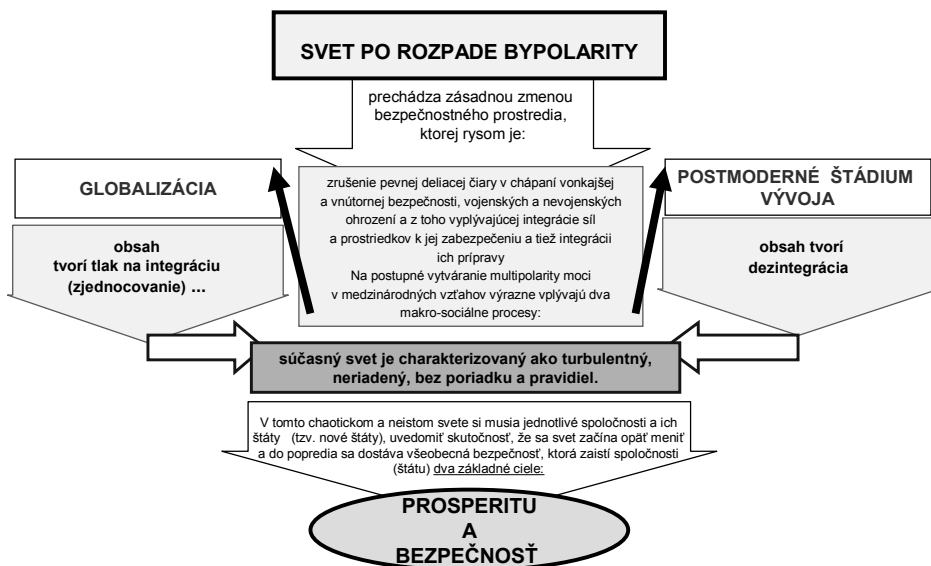 SVET PO ROZPADE BYPOLARITY
prechádza zásadnou zmenou
bezpečnostného prostredia,
ktorej rysom je:
GLOBALIZÁCIA
obsah
tvorí tlak na integráciu
(zjednocovanie) ...
zrušenie pevnej deliacej čiary v chápaní vonkajšej
a vnútornej bezpečnosti, vojenských a nevojenských
ohrození a z toho vyplývajúcej integrácie síl
a prostriedkov k jej zabezpečeniu a tiež integrácii
ich prípravy
Na postupné vytváranie multipolarity moci
v medzinárodných vzťahov výrazne vplývajú dva
makro-sociálne procesy:
POSTMODERNÉ ŠTÁDIUM
VÝVOJA
obsah tvorí
dezintegrácia
súčasný svet je charakterizovaný ako turbulentný,
neriadený, bez poriadku a pravidiel.
V tomto chaotickom a neistom svete si musia jednotlivé spoločnosti a ich
štáty (tzv. nové štáty), uvedomiť skutočnosť, že sa svet začína opäť meniť
a do popredia sa dostáva všeobecná bezpečnosť, ktorá zaistí spoločnosti
(štátu) dva základné ciele:
PROSPERITU
A
BEZPEČNOSŤ